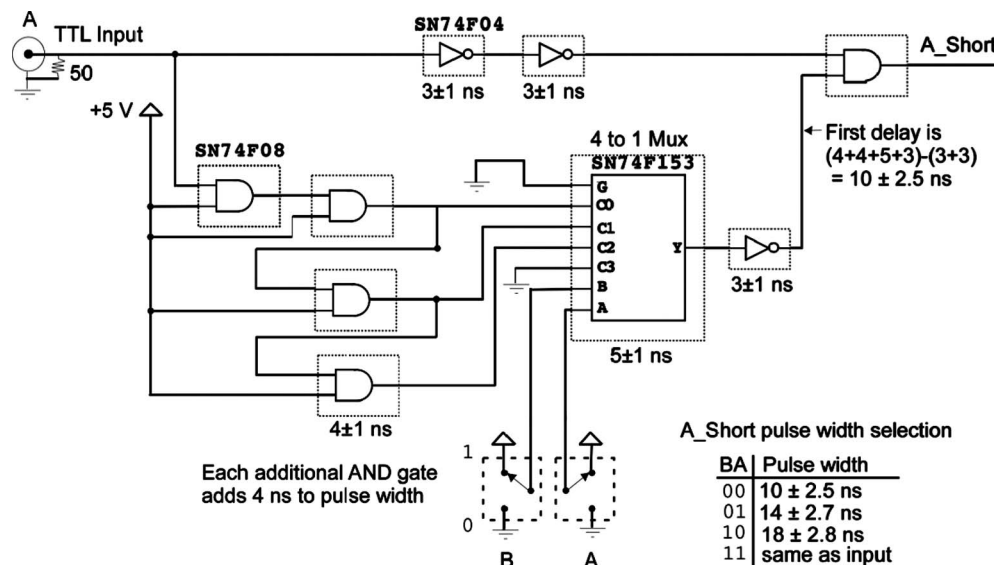 A
TTL Input
50
+5 V
SN74F04
3±1 ns
3±1 ns
A_Short
First delay is
(4+4+5+3)-(3+3)
= 10 ± 2.5 ns
SN74F08
4 to 1 Mux
SN74F153
G
C0
C1
C2
C3
B
A
Y
3±1 ns
5±1 ns
4±1 ns
Each additional AND gate
adds 4 ns to pulse width
1
0
B
A
A_Short pulse width selection
BA Pulse width
00 10 ± 2.5 ns
01 14 ± 2.7 ns
10 18 ± 2.8 ns
11 same as input